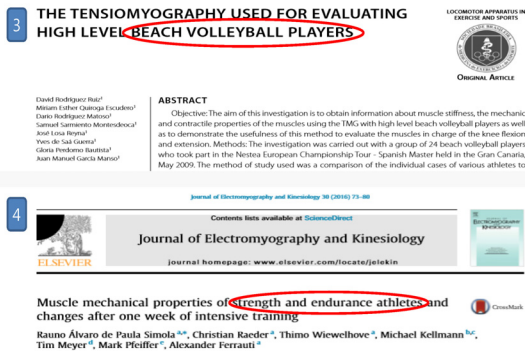 3
THE TENSIOMYOGRAPHY USED FOR EVALUATING
HIGH LEVEL BEACH VOLLEYBALL PLAYERS
LOCOMOTOR APPARATUS IN
EXERCISE AND SPORTS
ORIGINAL ARTICLE
David Rodríguez Ruiz¹
Miriam Esther Quiroga Escudero¹
Darío Rodríguez Matoso¹
Samuel Sarmiento Montesdeoca¹
José Losa Reyna¹
Yves de Saá Guerra¹
Gloria Perdomo Bautista¹
Juan Manuel García Manso¹
ABSTRACT
Objective: The aim of this investigation is to obtain information about muscle stiffness, the mechanic
and contractile properties of the muscles using the TMG with high level beach volleyball players as well
as to demonstrate the usefulness of this method to evaluate the muscles in charge of the knee flexion
and extension. Methods: The investigation was carried out with a group of 24 beach volleyball players
who took part in the Nestea European Championship Tour - Spanish Master held in the Gran Canaria,
May 2009. The method of study used was a comparison of the individual cases of various athletes to
4
Journal of Electromyography and Kinesiology 30 (2016) 73–80
Contents lists available at ScienceDirect
Journal of Electromyography and Kinesiology
journal homepage: www.elsevier.com/locate/jelekin
ELSEVIER
Muscle mechanical properties of strength and endurance athletes and
changes after one week of intensive training
CrossMark
Rauno Álvaro de Paula Simola a,*, Christian Raeder a, Thimo Wiewelhove a, Michael Kellmann b,c,
Tim Meyer d, Mark Pfeiffer e, Alexander Ferrauti a